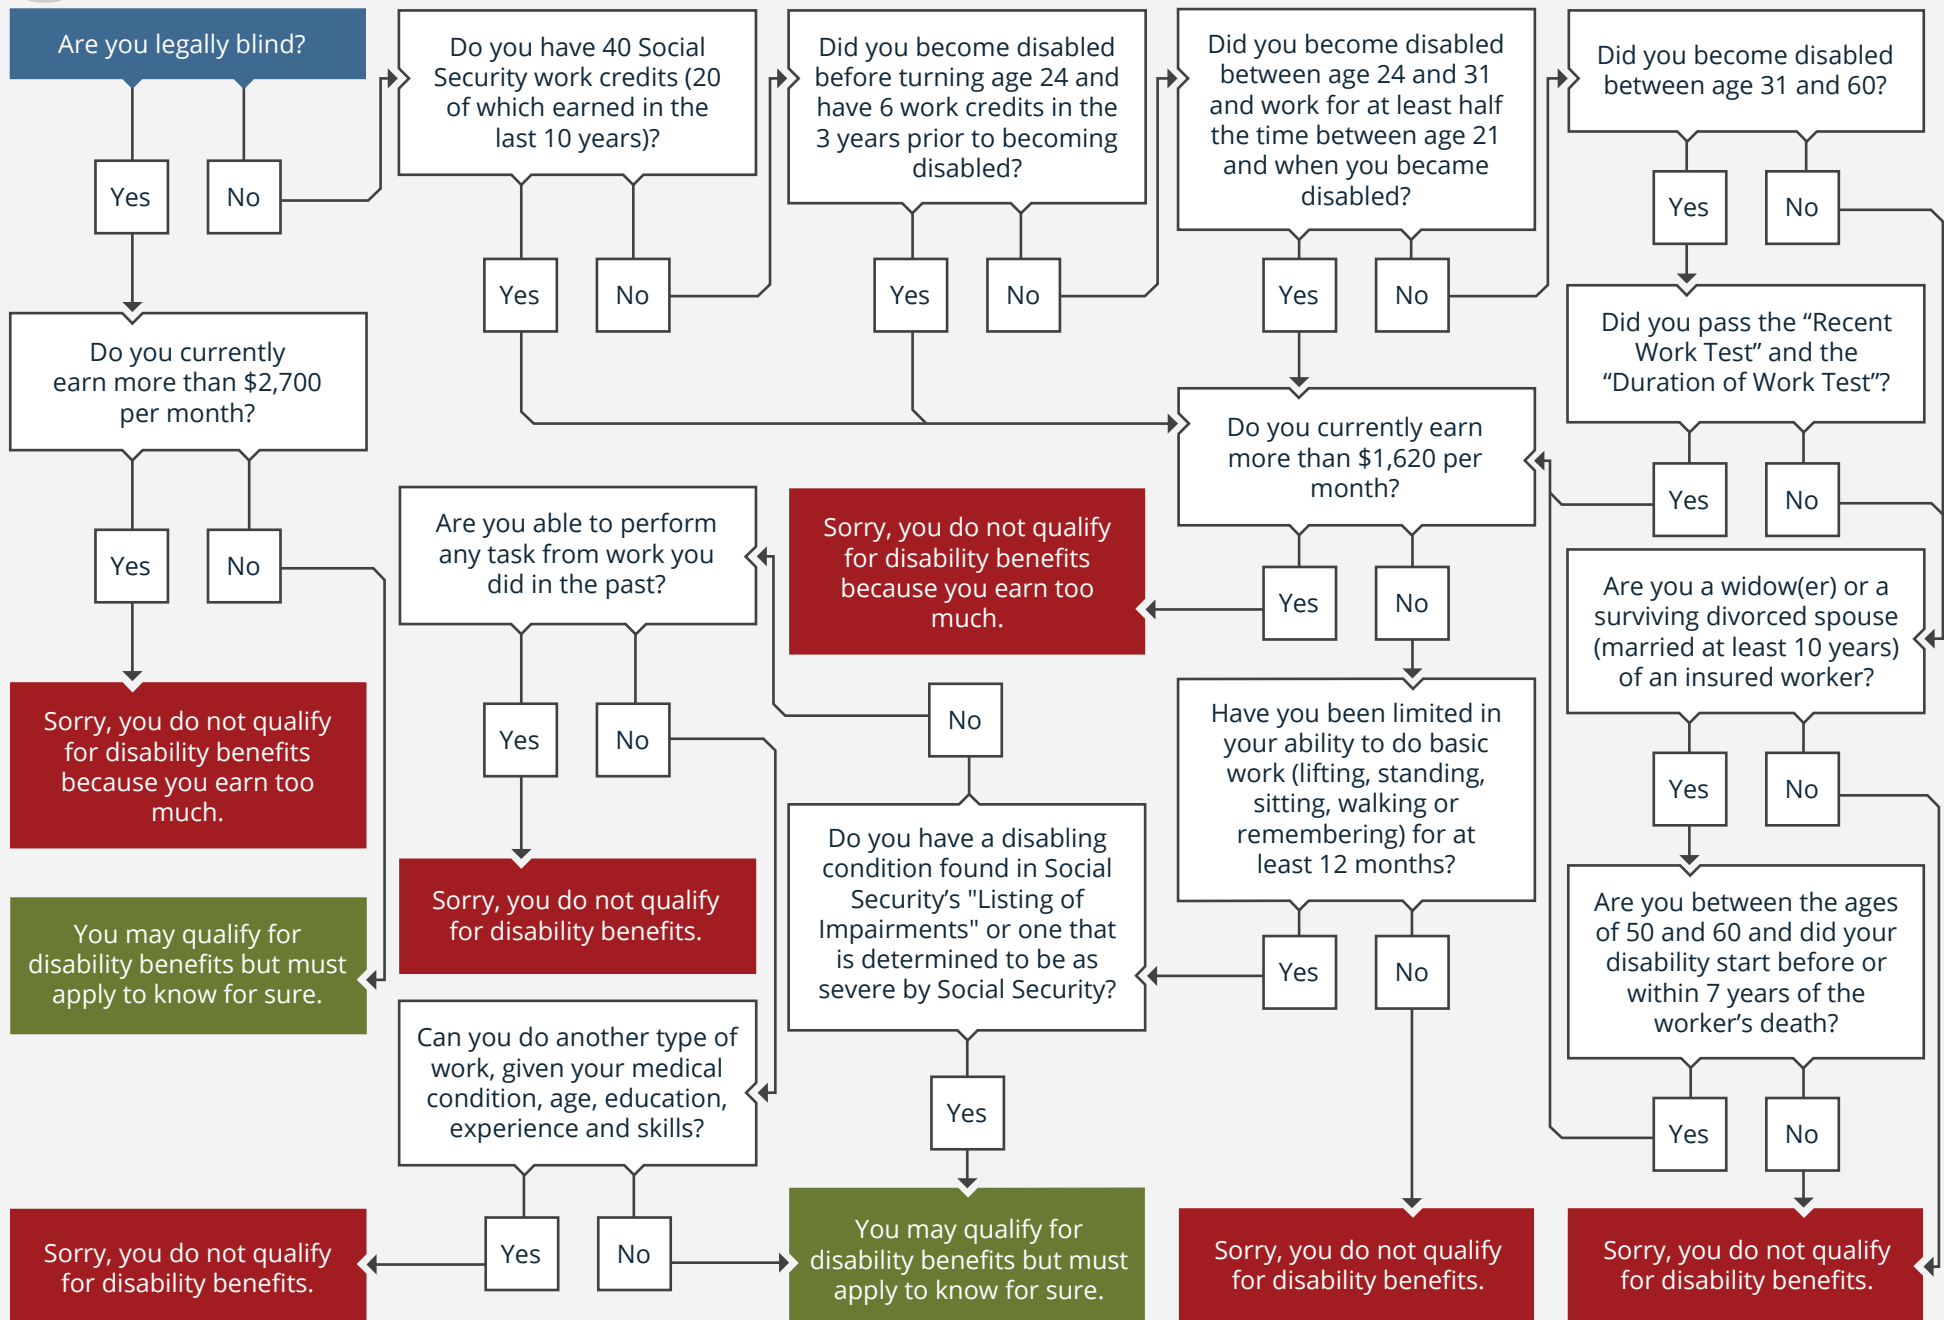 Are you legally blind?
Yes
No
Do you currently
earn more than $2,700
per month?
Yes
No
Sorry, you do not qualify
for disability benefits
because you earn too
much.
You may qualify for
disability benefits but must
apply to know for sure.
Do you have 40 Social
Security work credits (20
of which earned in the
last 10 years)?
Yes
No
Did you become disabled
before turning age 24 and
have 6 work credits in the
3 years prior to becoming
disabled?
Yes
No
Did you become disabled
between age 24 and 31
and work for at least half
the time between age 21
and when you became
disabled?
Yes
No
Did you become disabled
between age 31 and 60?
Yes
No
Did you pass the “Recent
Work Test” and the
“Duration of Work Test”?
Yes
No
Are you a widow(er) or a
surviving divorced spouse
(married at least 10 years)
of an insured worker?
Yes
No
Are you between the ages
of 50 and 60 and did your
disability start before or
within 7 years of the
worker’s death?
Yes
No
Sorry, you do not qualify
for disability benefits.
Do you currently earn
more than $1,620 per
month?
Yes
No
Sorry, you do not qualify
for disability benefits
because you earn too
much.
Have you been limited in
your ability to do basic
work (lifting, standing,
sitting, walking or
remembering) for at
least 12 months?
Yes
No
Sorry, you do not qualify
for disability benefits.
Do you have a disabling
condition found in Social
Security’s "Listing of
Impairments" or one that
is determined to be as
severe by Social Security?
No
Yes
You may qualify for
disability benefits but must
apply to know for sure.
Are you able to perform
any task from work you
did in the past?
Yes
No
Sorry, you do not qualify
for disability benefits.
Can you do another type of
work, given your medical
condition, age, education,
experience and skills?
Yes
No
Sorry, you do not qualify
for disability benefits.